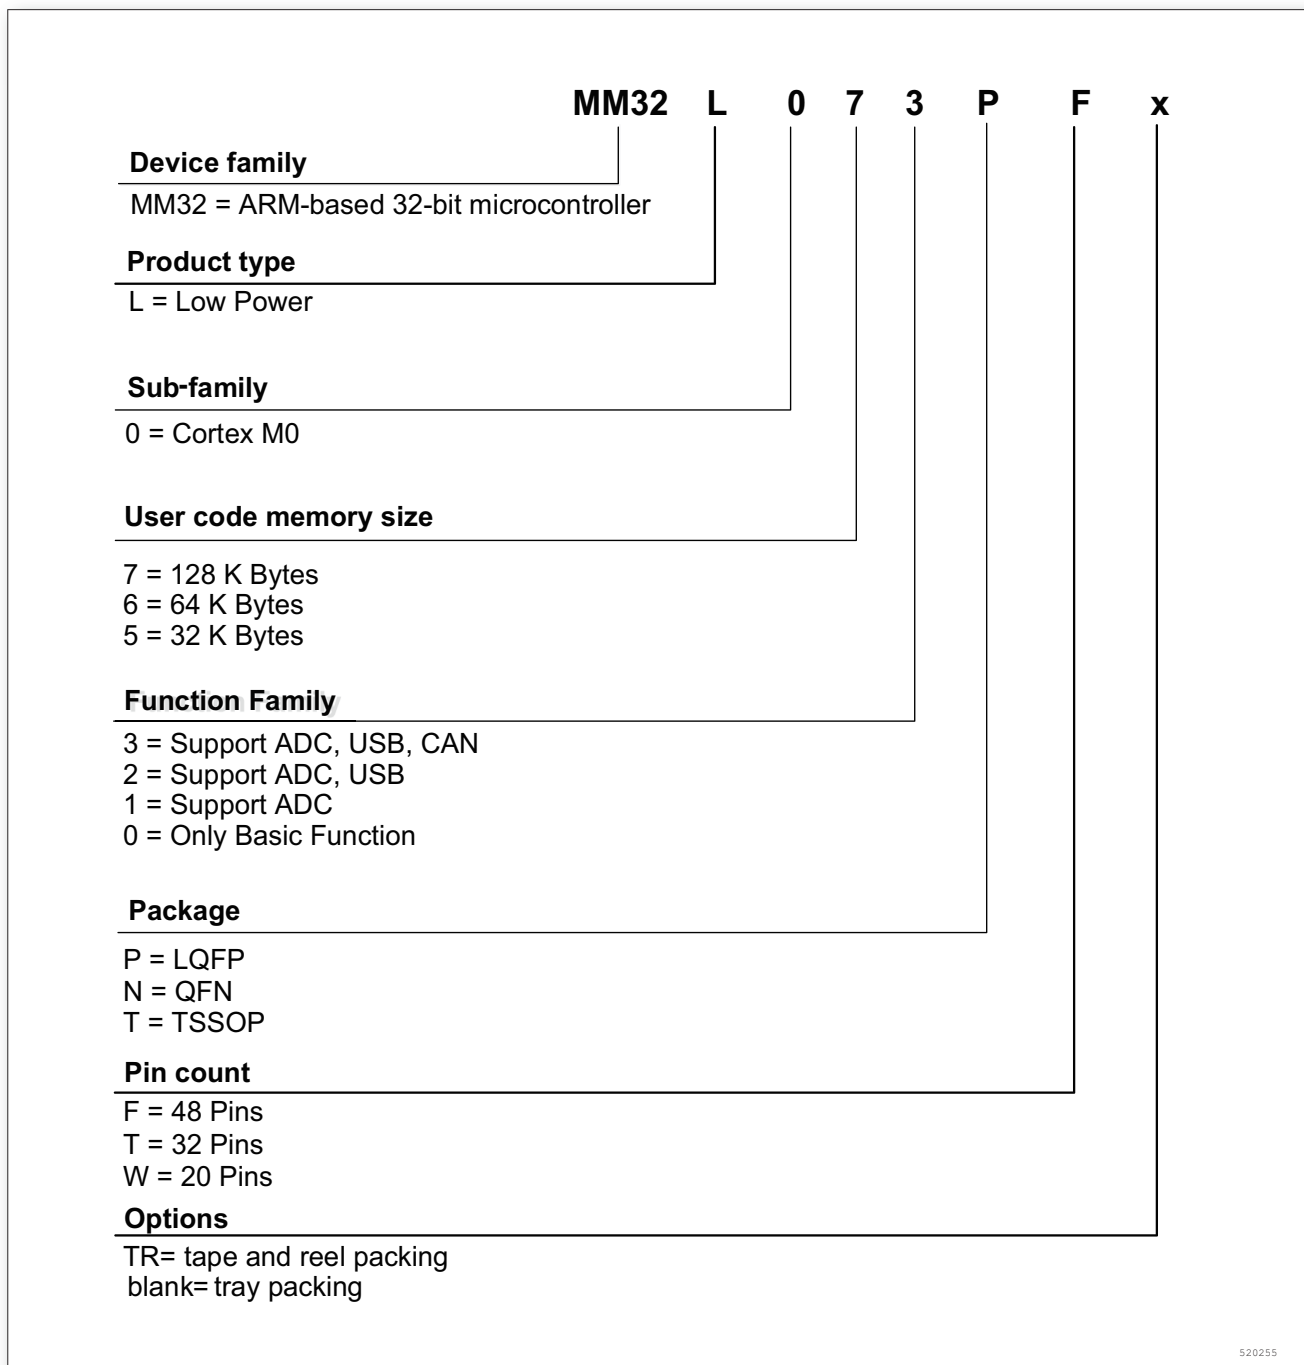 MM32 L 0 7 3 P F x
Device family
MM32 = ARM-based 32-bit microcontroller
Product type
L = Low Power
Sub-family
0 = Cortex M0
User code memory size
7 = 128 K Bytes
6 = 64 K Bytes
5 = 32 K Bytes
Function Family
3 = Support ADC, USB, CAN
2 = Support ADC, USB
1 = Support ADC
0 = Only Basic Function
Package
P = LQFP
N = QFN
T = TSSOP
Pin count
F = 48 Pins
T = 32 Pins
W = 20 Pins
Options
TR= tape and reel packing
blank= tray packing
520255